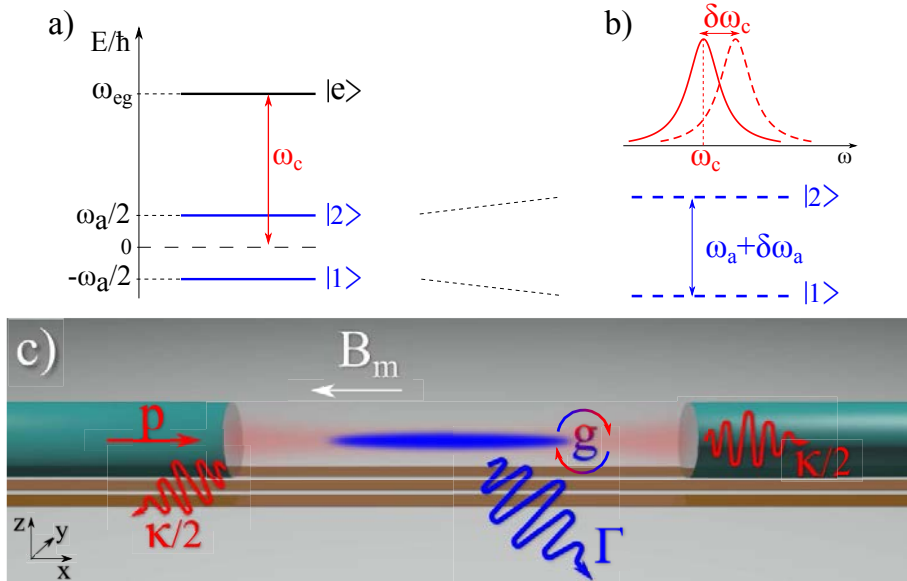 a)
E/ħ
ω_eg
|e>
ω_c
ω_a/2
|2>
0
-ω_a/2
|1>
b)
δω_c
ω_c
ω
|2>
ω_a+δω_a
|1>
c)
B_m
p
g
κ/2
κ/2
Γ
z
y
x